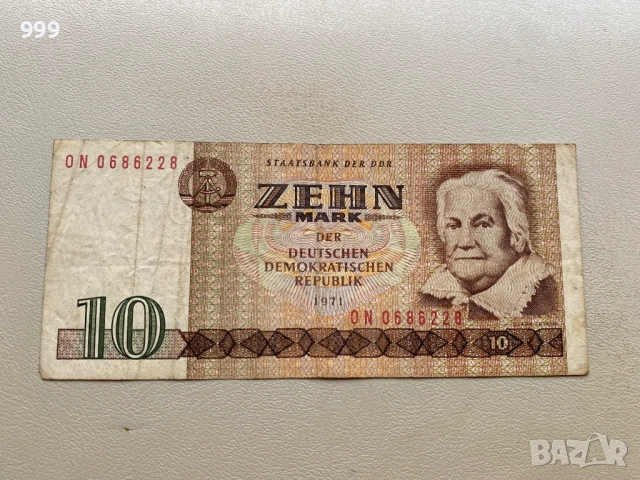 999
ON 0686228
STAATSBANK DER DDR
ZEHN
MARK
DER
DEUTSCHEN
DEMOKRATISCHEN
REPUBLIK
1971
ON 0686228
10
10
BAZAR